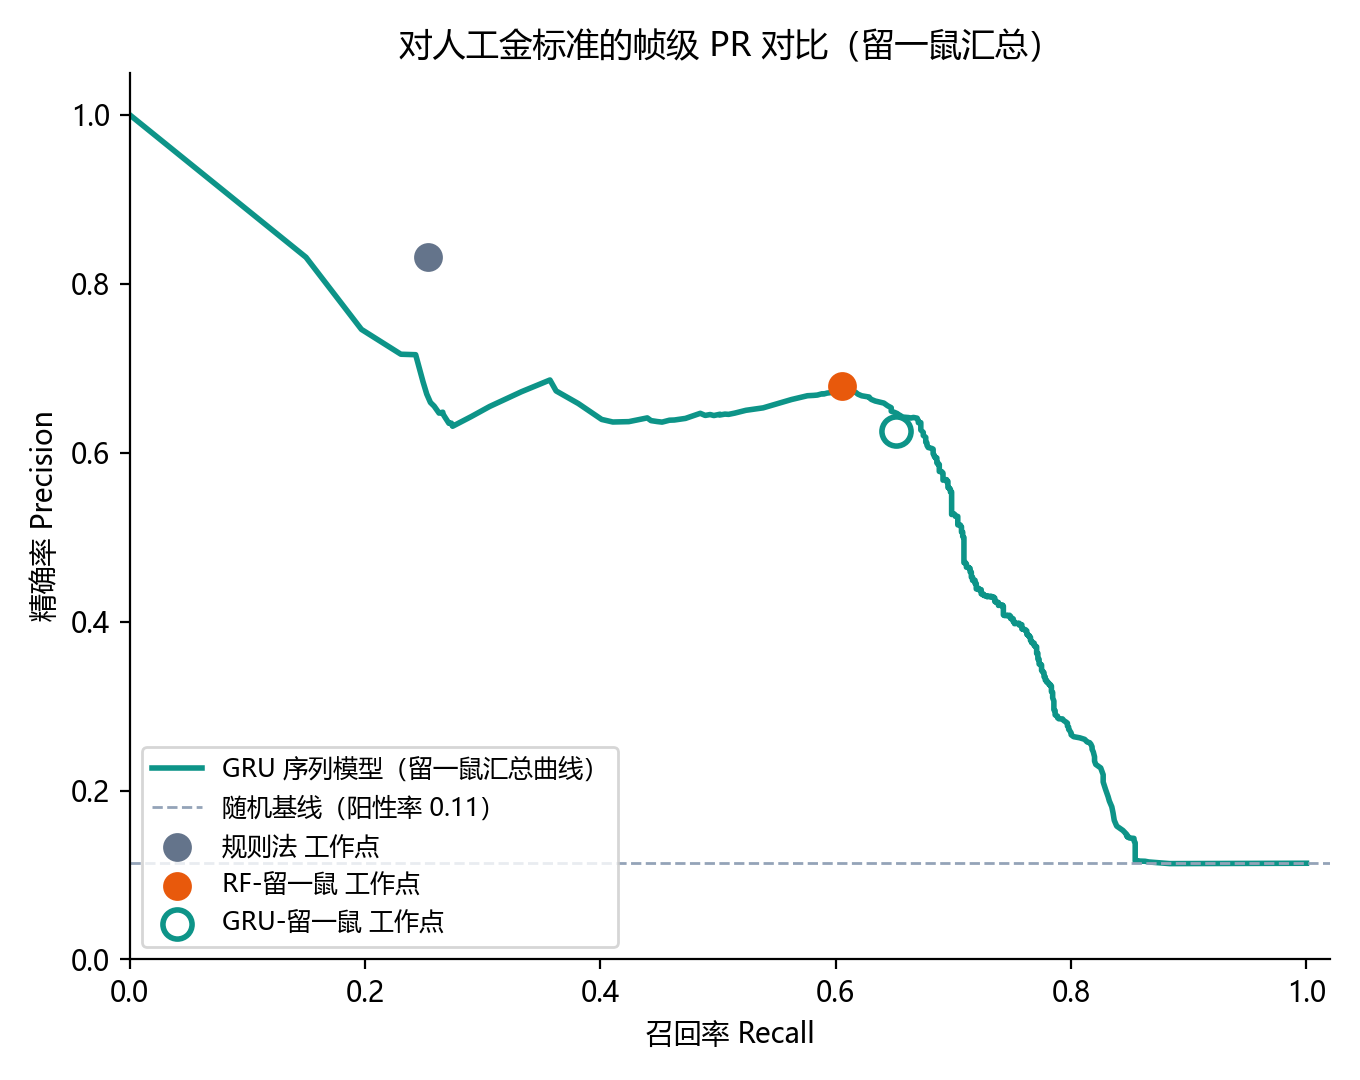 对人工金标准的帧级 PR 对比（留一鼠汇总）
精确率 Precision
1.0
0.8
0.6
0.4
0.2
0.0
GRU 序列模型（留一鼠汇总曲线）
随机基线（阳性率 0.11）
规则法 工作点
RF-留一鼠 工作点
GRU-留一鼠 工作点
0.0 0.2 0.4 0.6 0.8 1.0
召回率 Recall